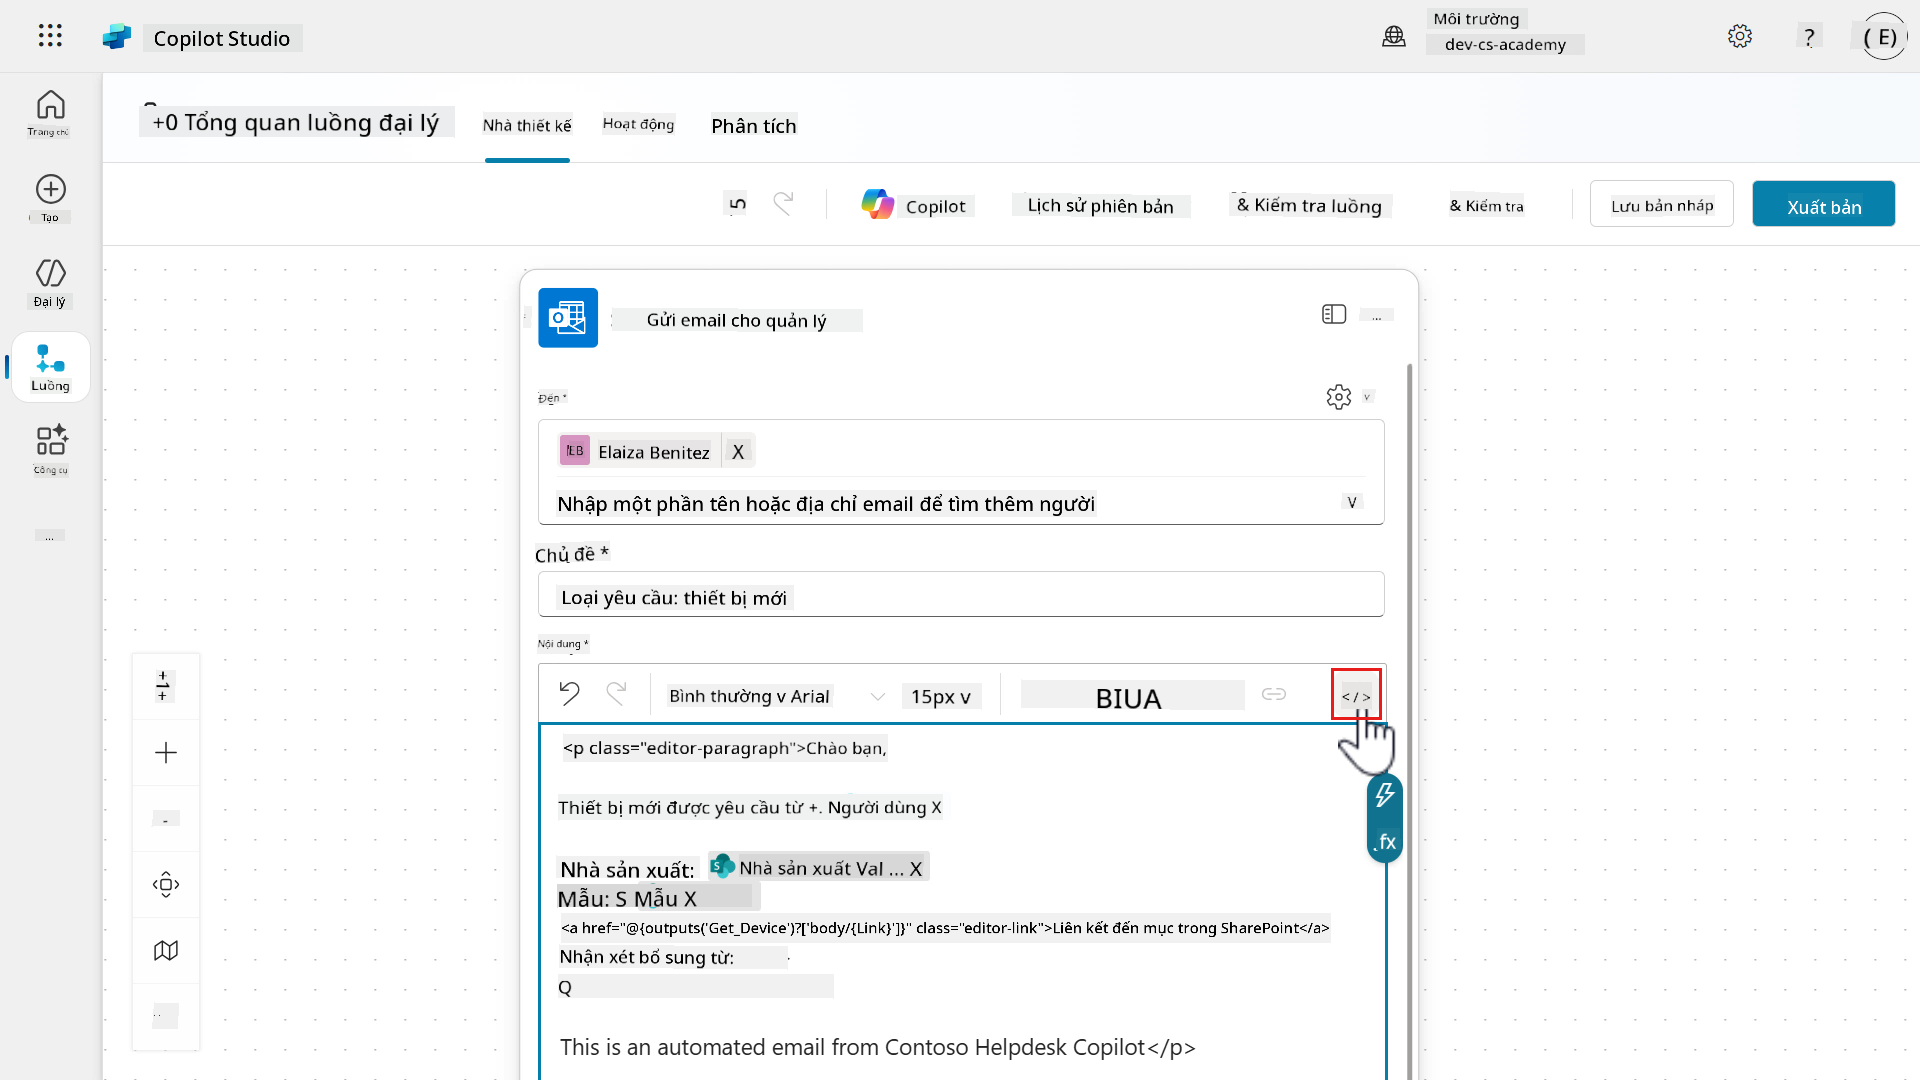 Copilot Studio
Môi trường
dev-cs-academy
?
( E)
Trang chủ
+0 Tổng quan luồng đại lý
Nhà thiết kế
Hoạt động
Phân tích
Tạo
Copilot
Lịch sử phiên bản
& Kiểm tra luồng
& Kiểm tra
Lưu bản nháp
Xuất bản
Đại lý
Luồng
Công cụ
...
Gửi email cho quản lý
...
Đến *
EB
Elaiza Benitez
X
Nhập một phần tên hoặc địa chỉ email để tìm thêm người
V
Chủ đề *
Loại yêu cầu: thiết bị mới
Nội dung *
Bình thường v Arial
15px v
BIUA
</>
<p class="editor-paragraph">Chào bạn,
Thiết bị mới được yêu cầu từ +. Người dùng X
Nhà sản xuất:
Nhà sản xuất Val ... X
Mẫu: S Mẫu X
<a href="@{outputs('Get_Device')?['body/{Link}']}" class="editor-link">Liên kết đến mục trong SharePoint</a>
Nhận xét bổ sung từ:
Q
This is an automated email from Contoso Helpdesk Copilot</p>
fx